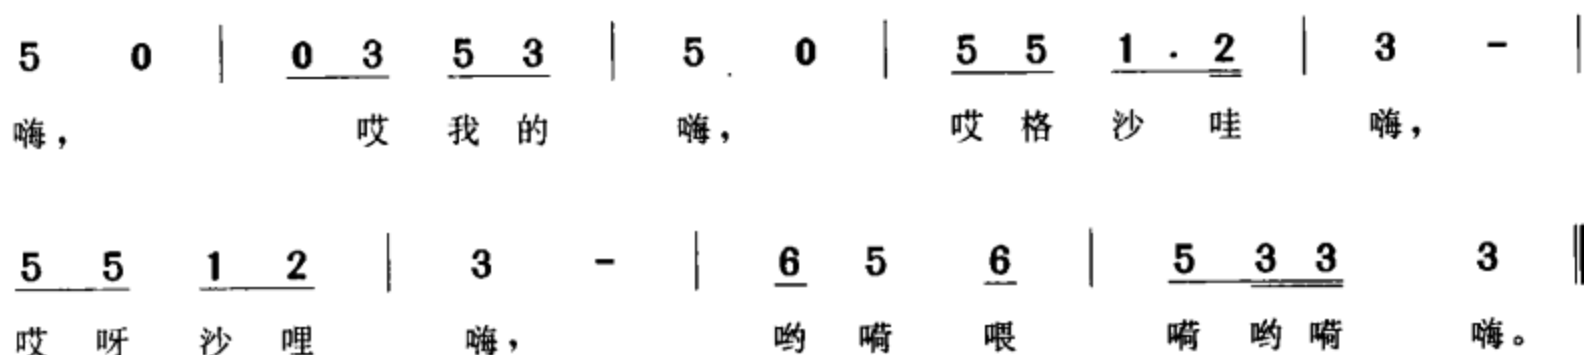 5 0 | 0 3 5 3 | 5 0 | 5 5 1 . 2 | 3 - |
嗨, 哎 我 的 嗨, 哎 格 沙 哇 嗨,
5 5 1 2 | 3 - | 6 5 6 | 5 3 3 3 ‖
哎 呀 沙 哩 嗨, 哟 嗬 喂 嗬 哟 嗬 嗨。